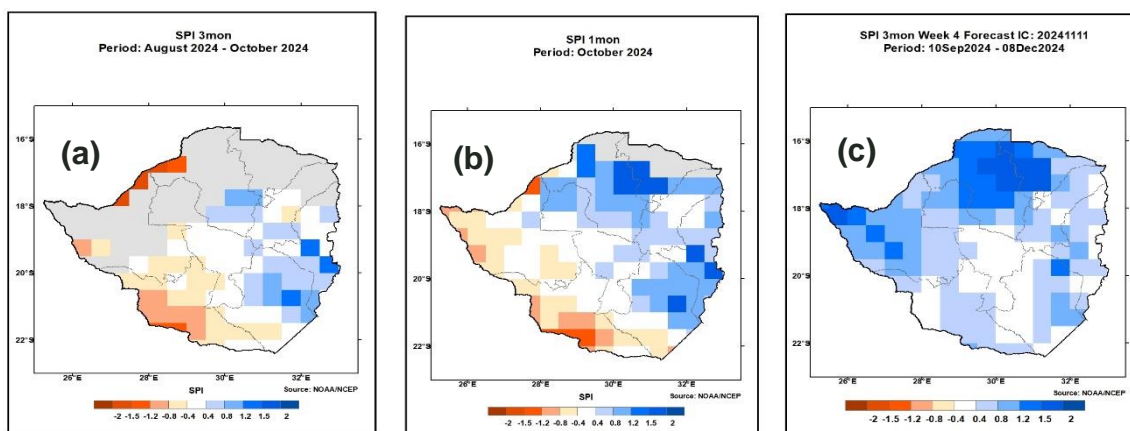 SPI 3mon
Period: August 2024 - October 2024
(a)
16°S
18°S
20°S
22°S
26°E 28°E 30°E 32°E
SPI
Source: NOAA/NCEP
-2 -1.5 -1.2 -0.8 -0.4 0.4 0.8 1.2 1.5 2
SPI 1mon
Period: October 2024
(b)
16°S
18°S
20°S
22°S
26°E 28°E 30°E 32°E
SPI
Source: NOAA/NCEP
-2 -1.5 -1.2 -0.8 -0.4 0.4 0.8 1.2 1.5 2
SPI 3mon Week 4 Forecast IC: 20241111
Period: 10Sep2024 - 08Dec2024
(c)
16°S
18°S
20°S
22°S
26°E 28°E 30°E 32°E
Source: NOAA/NCEP
-2 -1.5 -1.2 -0.8 -0.4 0.4 0.8 1.2 1.5 2